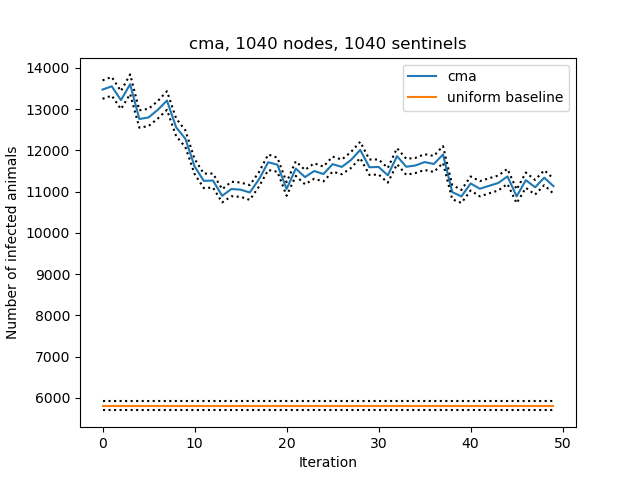 cma, 1040 nodes, 1040 sentinels
cma
uniform baseline
Number of infected animals
14000
13000
12000
11000
10000
9000
8000
7000
6000
0 10 20 30 40 50
Iteration